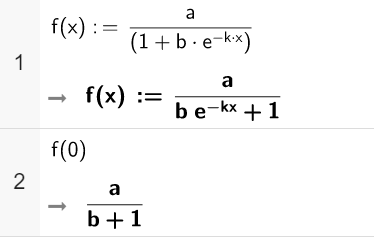 1
f(x) := a / (1 + b · e^(−k·x))
→ f(x) := a / (b e^(−kx) + 1)
2
f(0)
→ a / (b + 1)